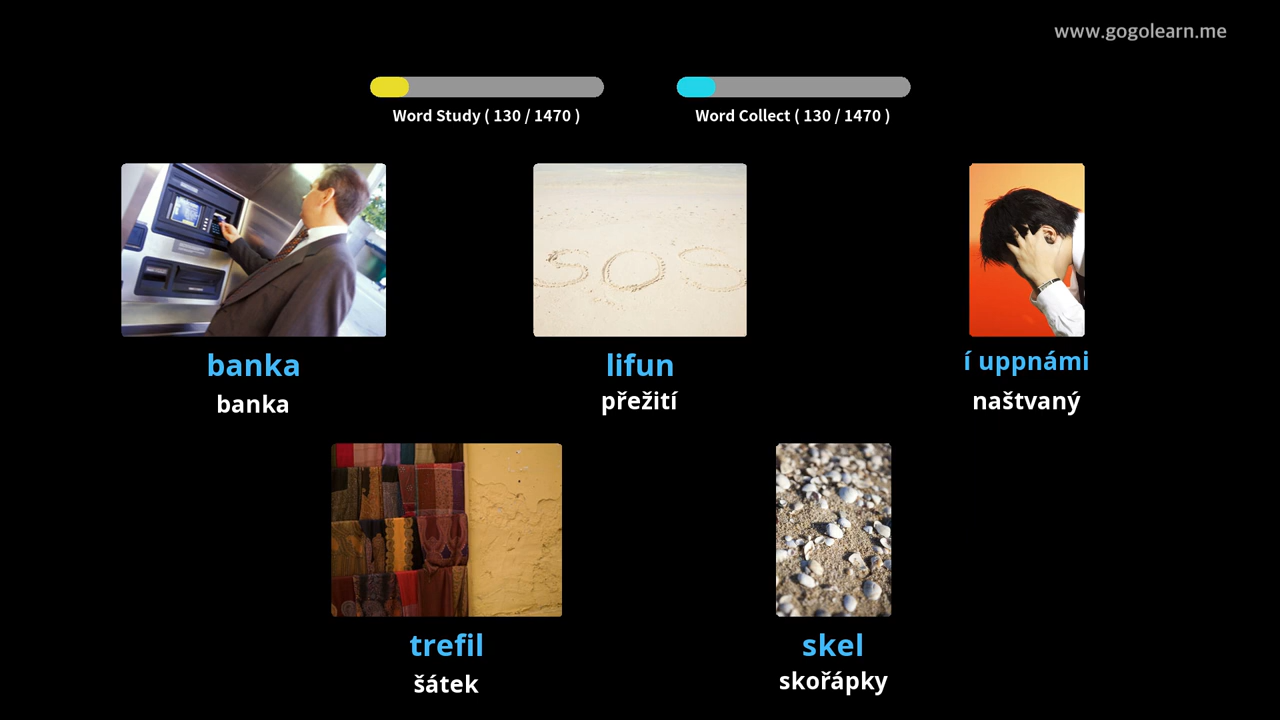 www.gogolearn.me
Word Study ( 130 / 1470 )
Word Collect ( 130 / 1470 )
SOS
banka
banka
lifun
přežití
í uppnámi
naštvaný
trefil
šátek
skel
skořápky